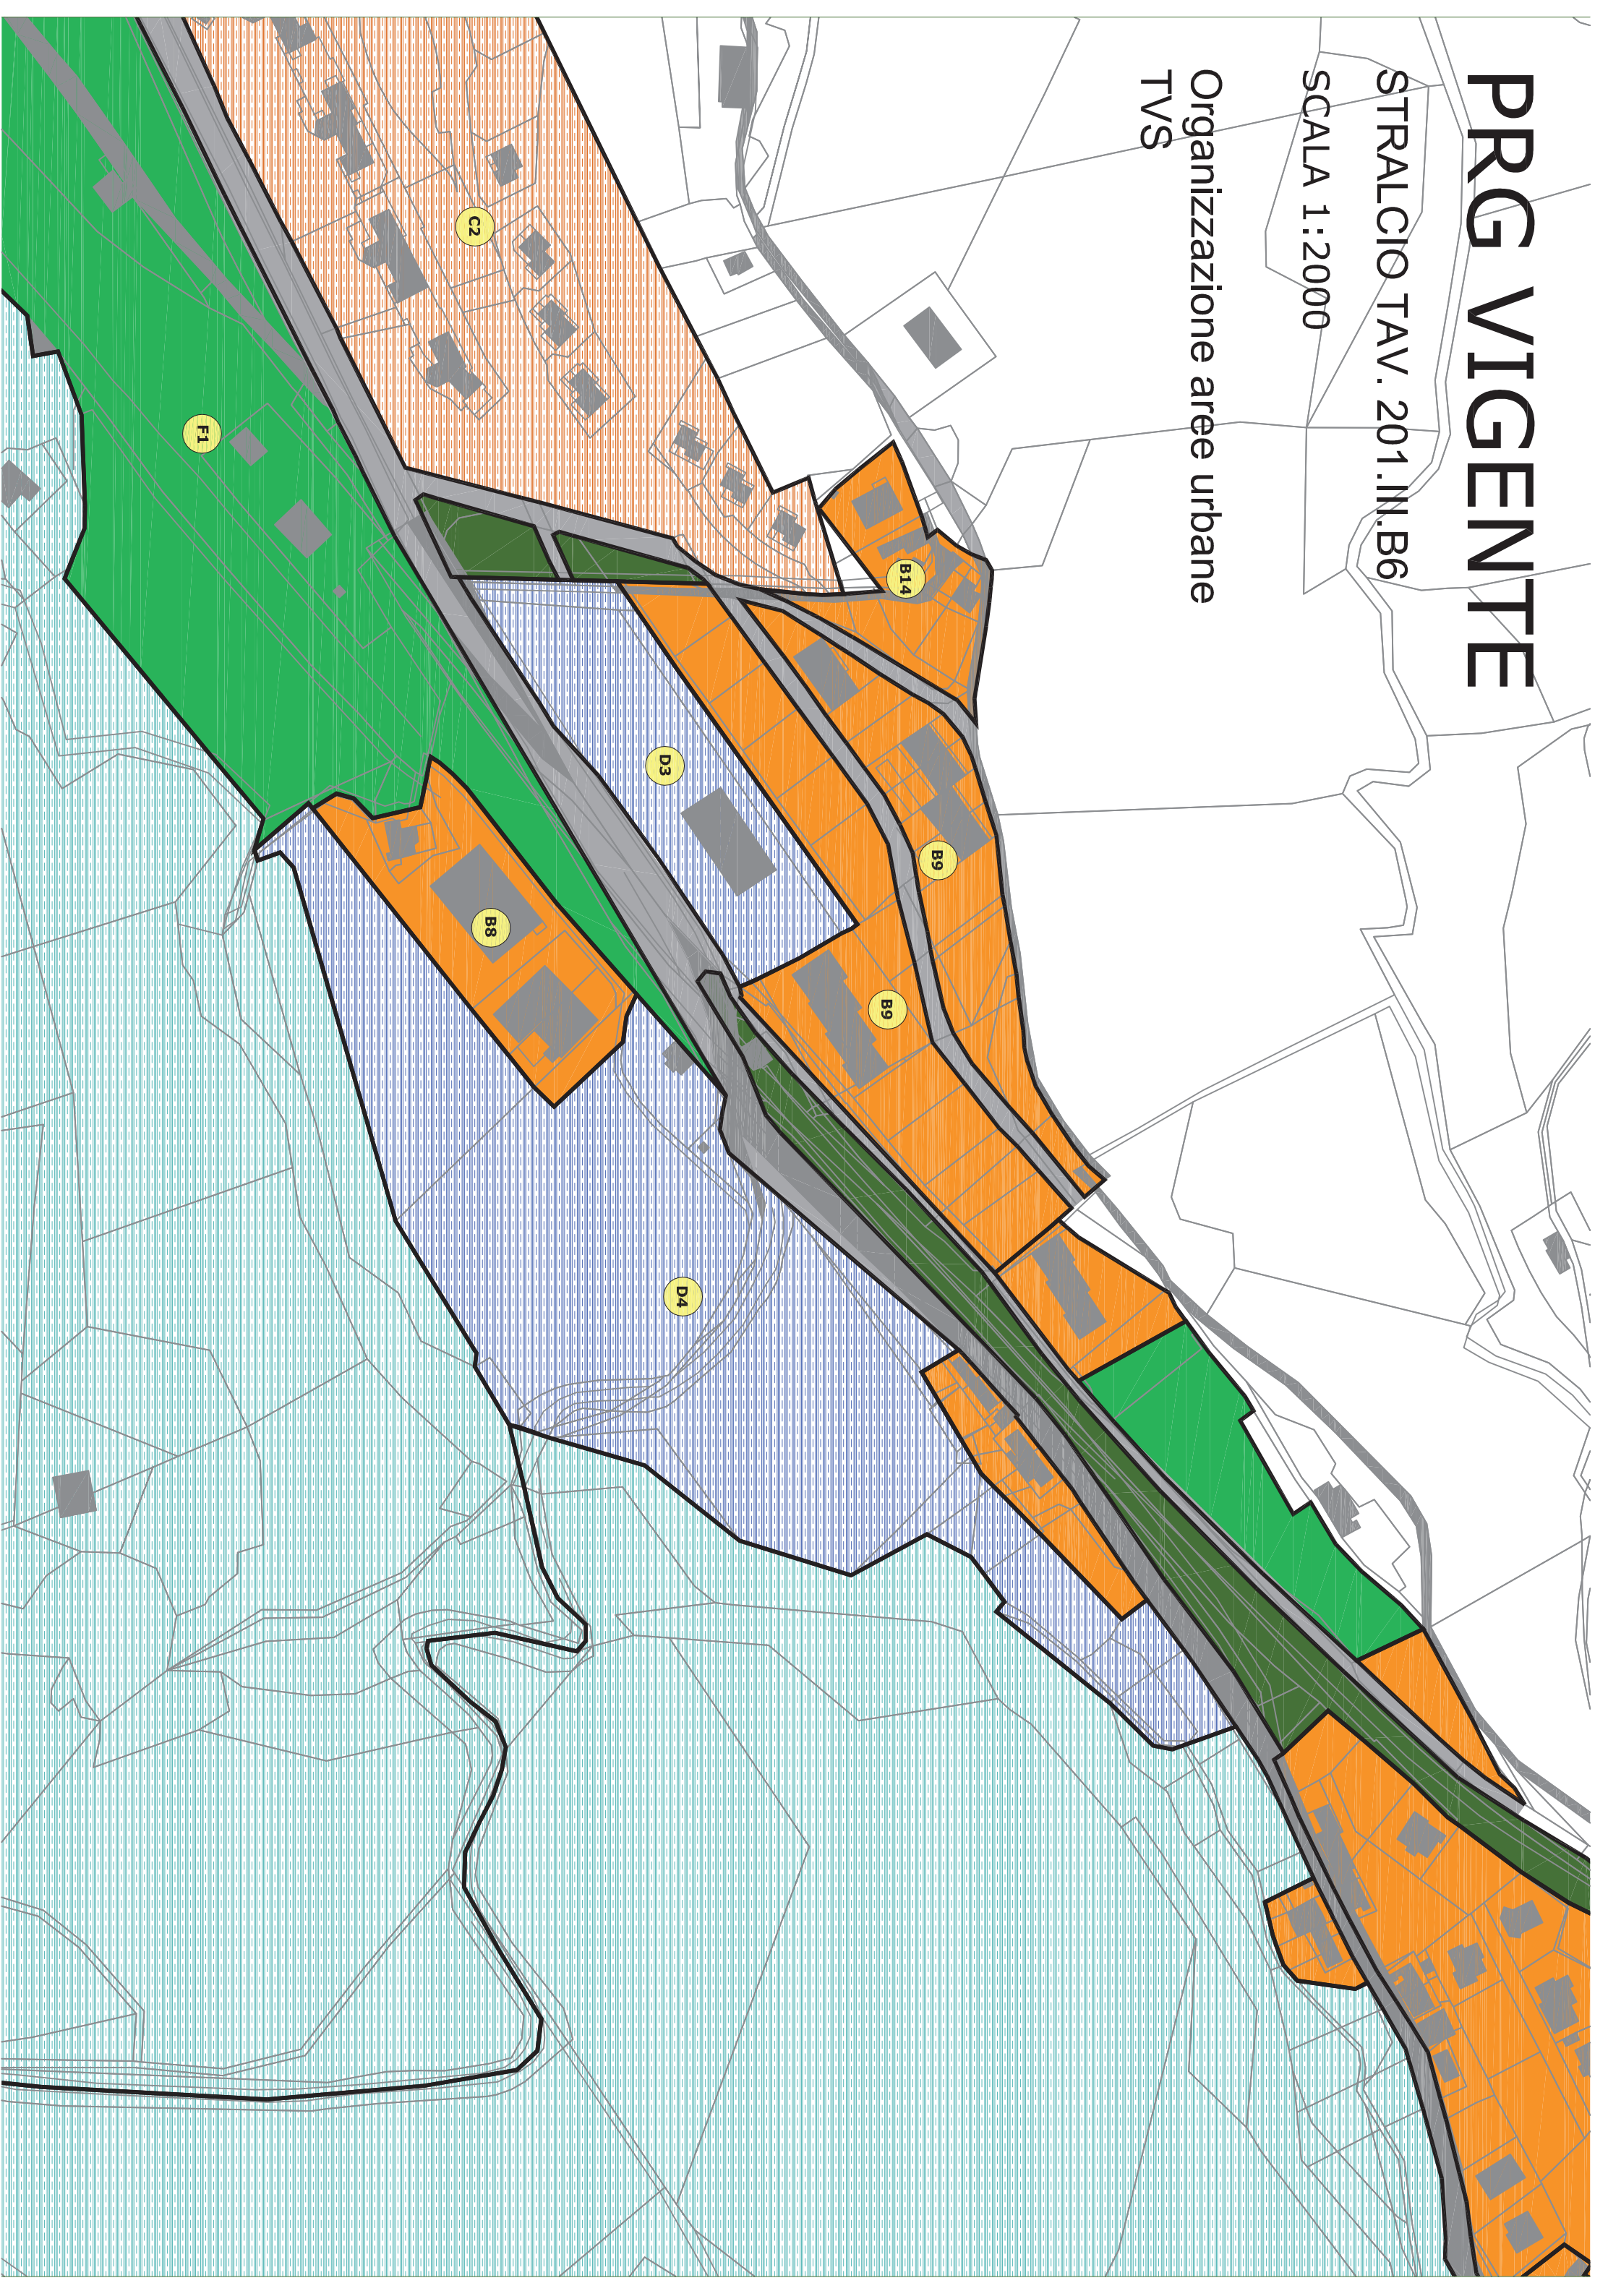 PRG VIGENTE
STRALCIO TAV. 201.III.B6
SCALA 1:2000
Organizzazione aree urbane
TVS
B14
B9
B9
D3
C2
D4
B8
F1